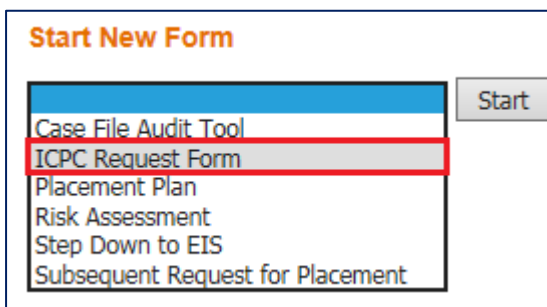 Start New Form
Start
Case File Audit Tool
ICPC Request Form
Placement Plan
Risk Assessment
Step Down to EIS
Subsequent Request for Placement